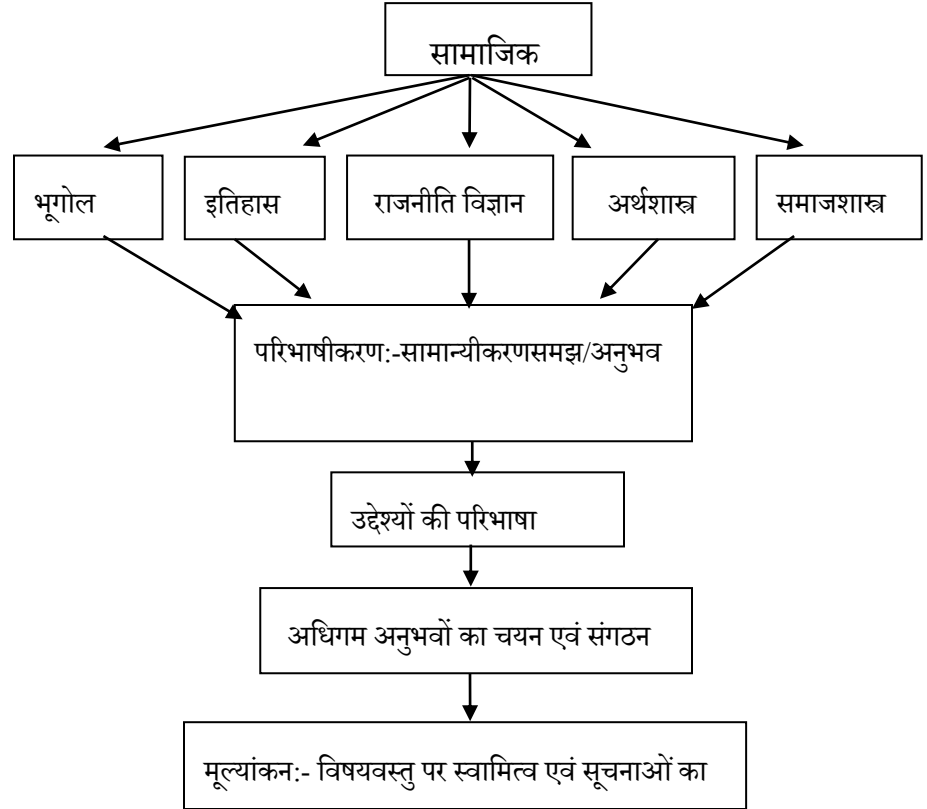 सामाजिक
भूगोल
इतिहास
राजनीति विज्ञान
अर्थशास्त्र
समाजशास्त्र
परिभाषीकरण:-सामान्यीकरणसमझ/अनुभव
उद्देश्यों की परिभाषा
अधिगम अनुभवों का चयन एवं संगठन
मूल्यांकन:- विषयवस्तु पर स्वामित्व एवं सूचनाओं का